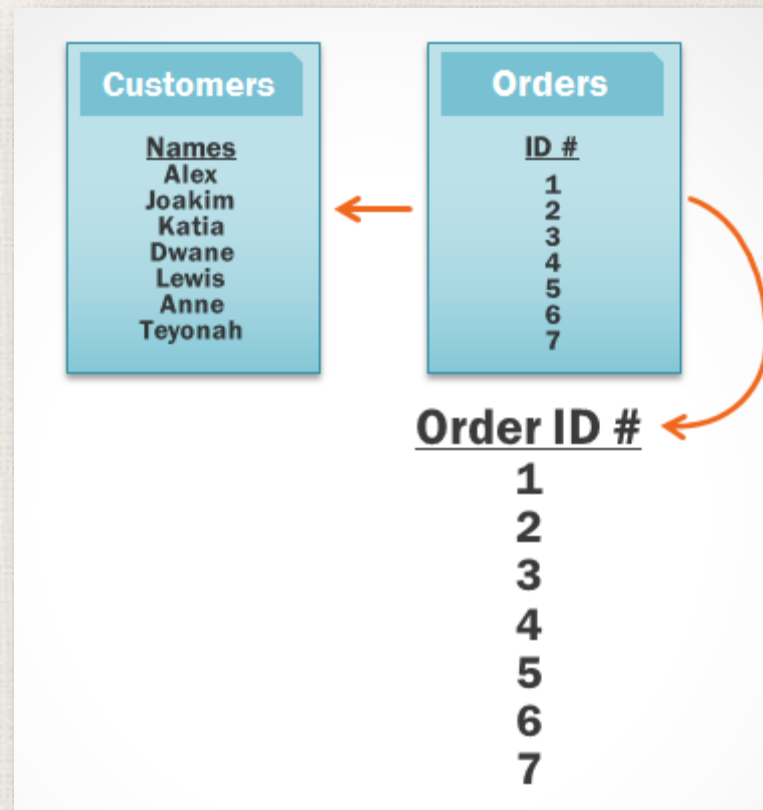 Customers
Names
Alex
Joakim
Katia
Dwane
Lewis
Anne
Teyonah
Orders
ID #
1
2
3
4
5
6
7
Order ID #
1
2
3
4
5
6
7